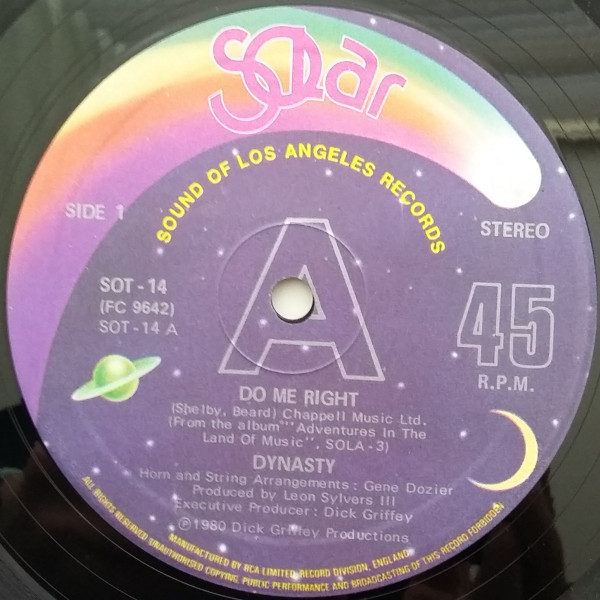 Solar
SOUND OF LOS ANGELES RECORDS
SIDE 1
STEREO
A
SOT - 14
(FC 9642)
SOT - 14 A
45
R.P.M.
DO ME RIGHT
(Shelby, Beard) Chappell Music Ltd.
(From the album "'Adventures In The
Land Of Music'', SOLA-3)
DYNASTY
Horn and String Arrangements : Gene Dozier
Produced by Leon Sylvers III
Executive Producer : Dick Griffey
Ⓟ1980 Dick Griffey Productions
MANUFACTURED BY RCA LIMITED, RECORD DIVISION, ENGLAND
ALL RIGHTS RESERVED UNAUTHORISED COPYING, PUBLIC PERFORMANCE AND BROADCASTING OF THIS RECORD FORBIDDEN